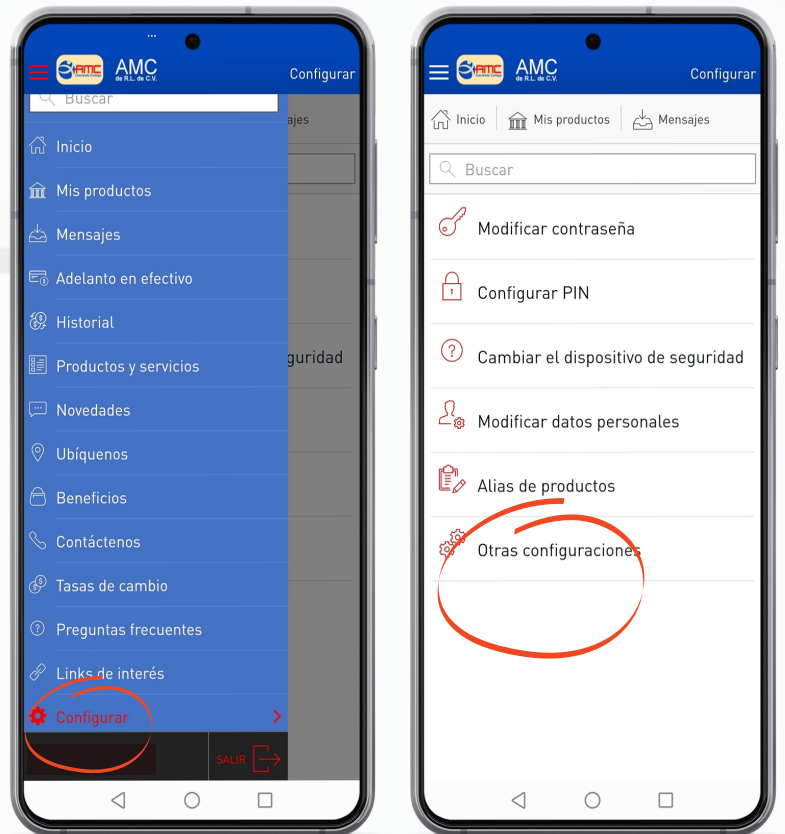 AMC
AMC
de R.L. de C.V.
Configurar
Buscar
ajes
Inicio
Mis productos
Mensajes
Adelanto en efectivo
Historial
Productos y servicios
guridad
Novedades
Ubíquenos
Beneficios
Contáctenos
Tasas de cambio
Preguntas frecuentes
Links de interés
Configurar
SALIR
AMC
AMC
de R.L. de C.V.
Configurar
Inicio
Mis productos
Mensajes
Buscar
Modificar contraseña
Configurar PIN
Cambiar el dispositivo de seguridad
Modificar datos personales
Alias de productos
Otras configuraciones